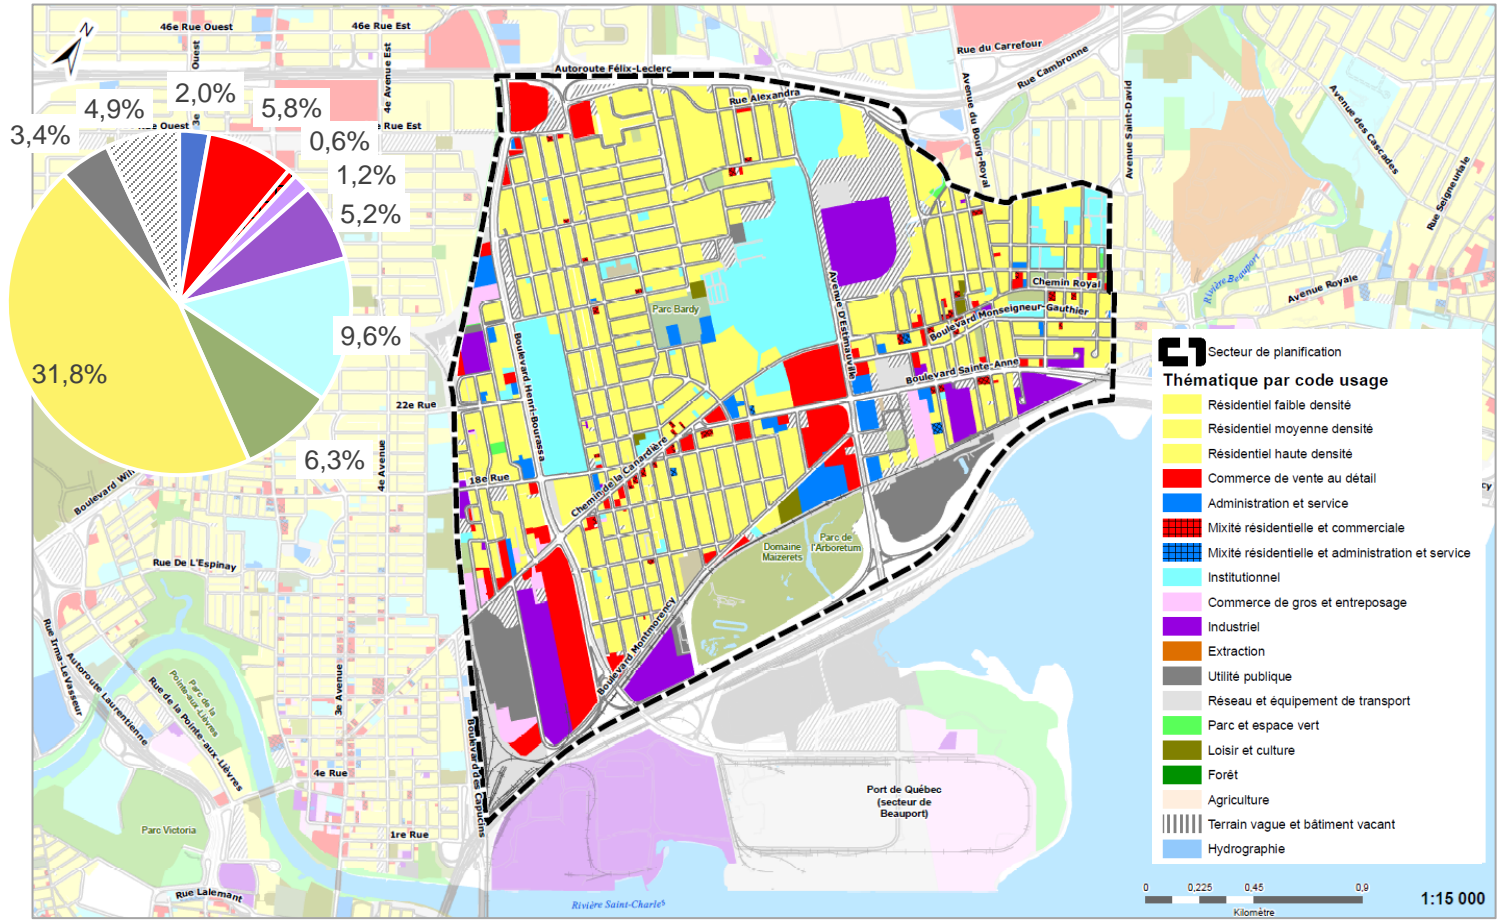 46e Rue Ouest
46e Rue Est
Ouest
4e Avenue Est
Autoroute Félix-Leclerc
Rue du Carrefour
Rue Cambronne
Avenue du Bourg-Royal
Avenue Saint-David
Avenue des Cascades
Rue Seigneuriale
N
Rue Alexandra
4,9%
2,0%
5,8%
3,4%
e Rue Ouest
3e
e Rue Est
0,6%
1,2%
5,2%
9,6%
31,8%
6,3%
Rivière Beauport
Avenue Royale
Chemin Royal
Boulevard Monseigneur-Gauthier
Avenue D'Estimauville
Parc Bardy
Boulevard Henri-Bourassa
Boulevard Sainte-Anne
22e Rue
4e Avenue
18e Rue
Chemin de la Canardière
Boulevard Wil
Domaine
Maizerets
Parc de
l'Arboretum
Rue De L'Espinay
Rue Irma-LeVasseur
Autoroute Laurentienne
Rue de la Pointe-aux-Lièvres
Parc de la
Pointe-aux-Lièvres
3e Avenue
Boulevard Montmorency
Boulevard des Capucins
4e Rue
1re Rue
Parc Victoria
Rue Lalemant
Rivière Saint-Charles
Port de Québec
(secteur de
Beauport)
cy
Secteur de planification
Thématique par code usage
Résidentiel faible densité
Résidentiel moyenne densité
Résidentiel haute densité
Commerce de vente au détail
Administration et service
Mixité résidentielle et commerciale
Mixité résidentielle et administration et service
Institutionnel
Commerce de gros et entreposage
Industriel
Extraction
Utilité publique
Réseau et équipement de transport
Parc et espace vert
Loisir et culture
Forêt
Agriculture
Terrain vague et bâtiment vacant
Hydrographie
0 0,225 0,45 0,9
Kilomètre
1:15 000